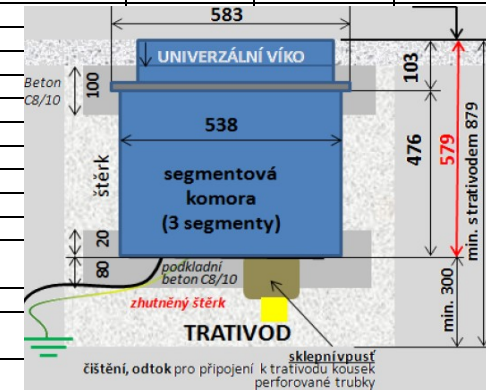 583
UNIVERZÁLNÍ VÍKO
Beton
C8/10
100
103
538
476
579
min. s trativodem 879
štěrk
segmentová
komora
(3 segmenty)
20
80
podkladní
beton C8/10
zhutněný štěrk
min. 300
TRATIVOD
sklepní vpusť
čištění, odtok pro připojení k trativodu kousek
perforované trubky